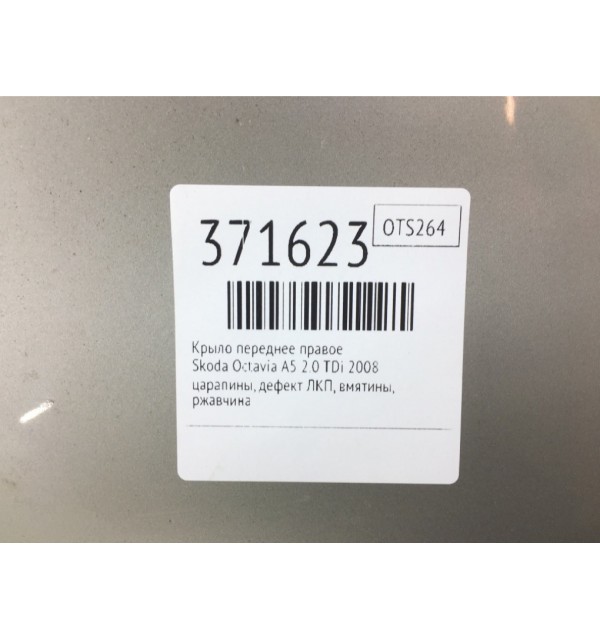 371623
OTS264
Крыло переднее правое
Skoda Octavia A5 2.0 TDi 2008
царапины, дефект ЛКП, вмятины,
ржавчина